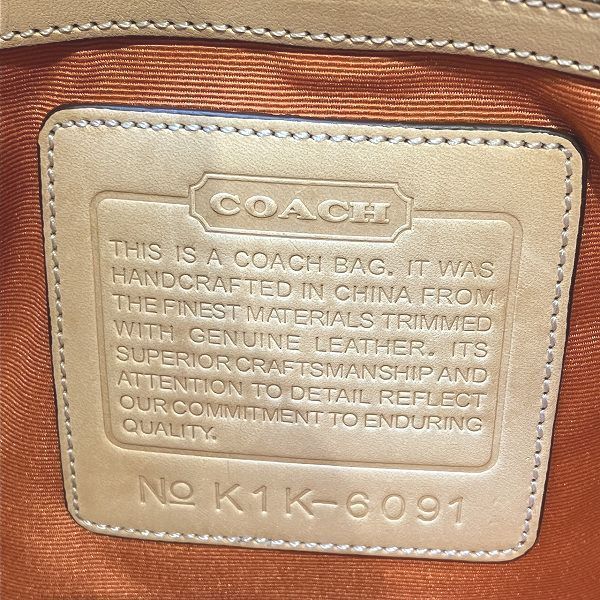 COACH
THIS IS A COACH BAG. IT WAS
HANDCRAFTED IN CHINA FROM
THE FINEST MATERIALS TRIMMED
WITH GENUINE LEATHER. ITS
SUPERIOR CRAFTSMANSHIP AND
ATTENTION TO DETAIL REFLECT
OUR COMMITMENT TO ENDURING
QUALITY.
No K1K-6091